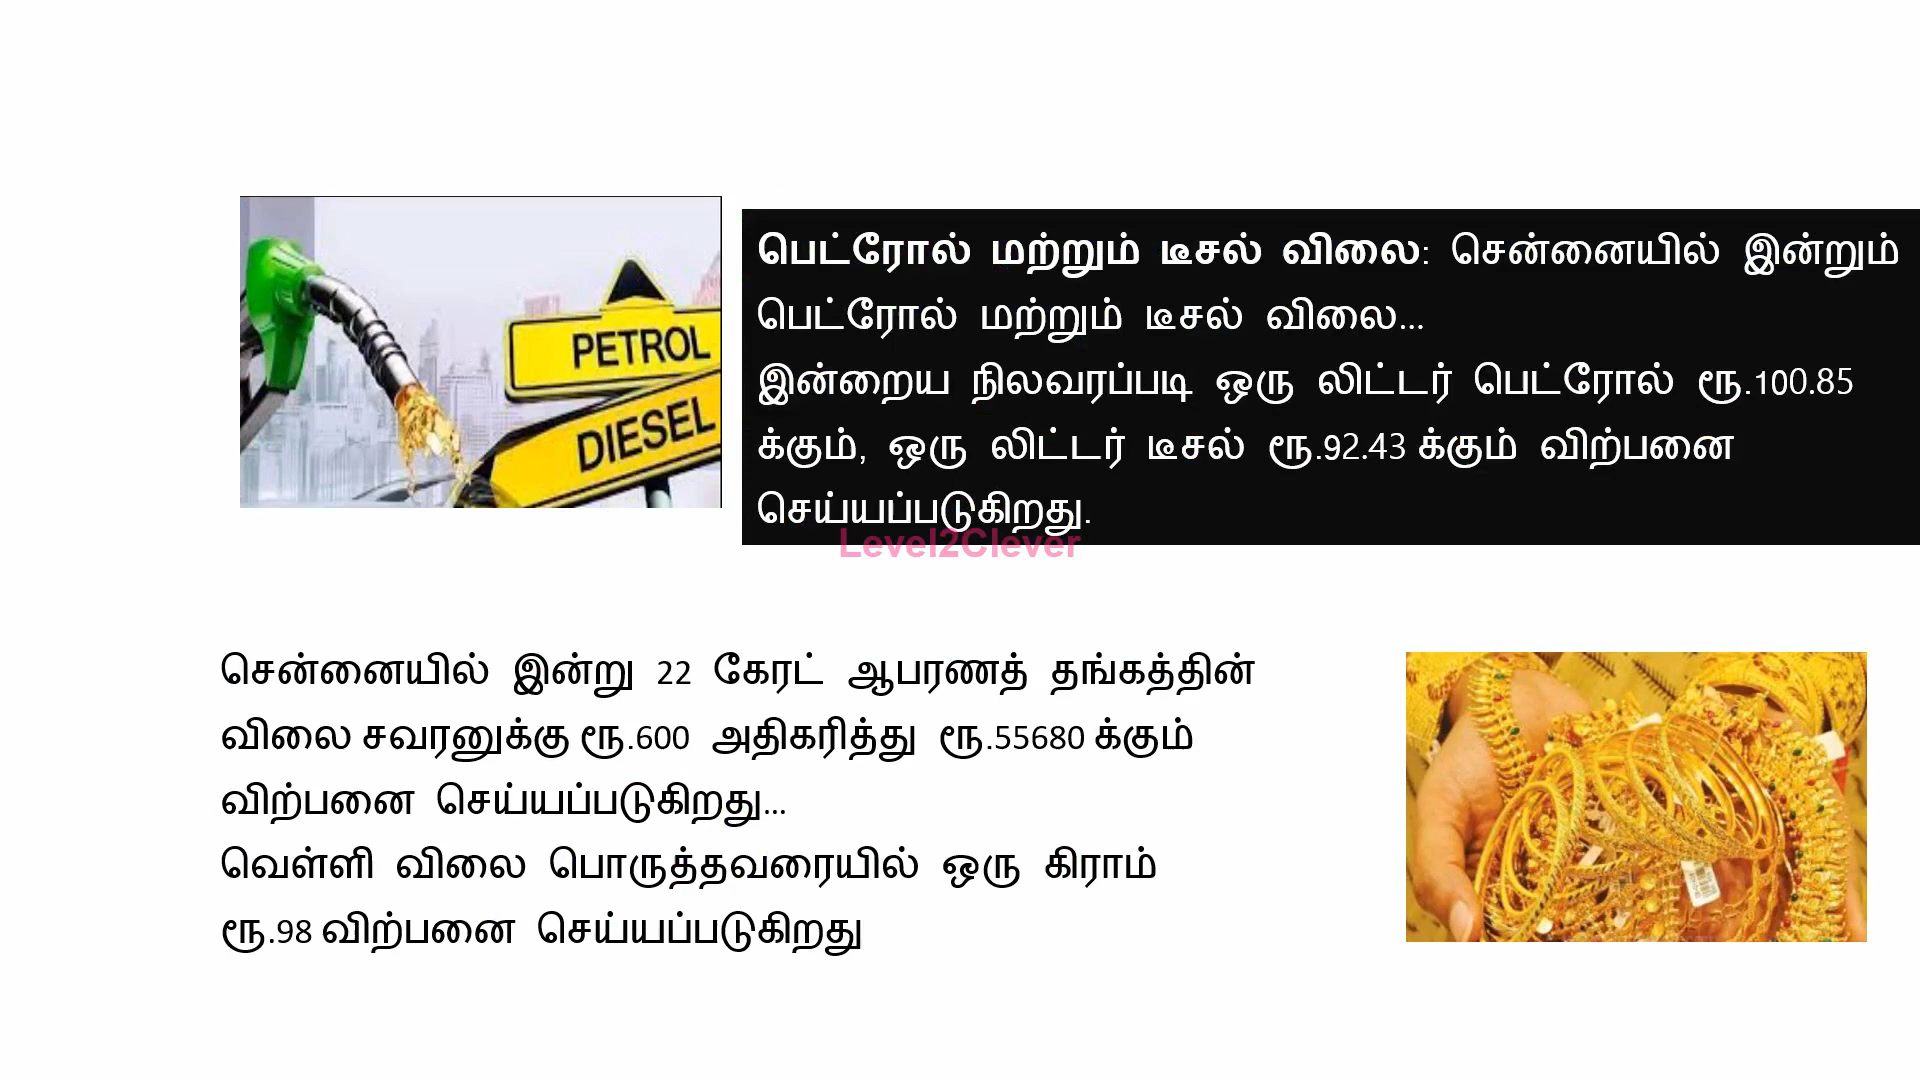 PETROL
DIESEL
பெட்ரோல் மற்றும் டீசல் விலை: சென்னையில் இன்றும்
பெட்ரோல் மற்றும் டீசல் விலை...
இன்றைய நிலவரப்படி ஒரு லிட்டர் பெட்ரோல் ரூ.100.85
க்கும், ஒரு லிட்டர் டீசல் ரூ.92.43 க்கும் விற்பனை
செய்யப்படுகிறது.
Level2Clever
சென்னையில் இன்று 22 கேரட் ஆபரணத் தங்கத்தின்
விலை சவரனுக்கு ரூ.600 அதிகரித்து ரூ.55680 க்கும்
விற்பனை செய்யப்படுகிறது...
வெள்ளி விலை பொருத்தவரையில் ஒரு கிராம்
ரூ.98 விற்பனை செய்யப்படுகிறது